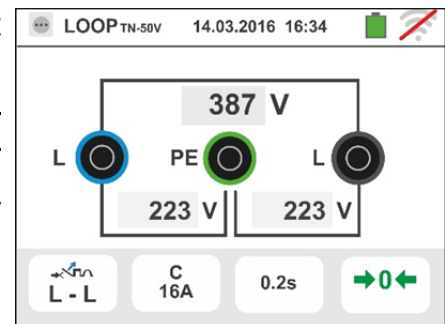 LOOP TN-50V 14.03.2016 16:34
387 V
L PE L
223 V 223 V
L - L
C
16A
0.2s
0